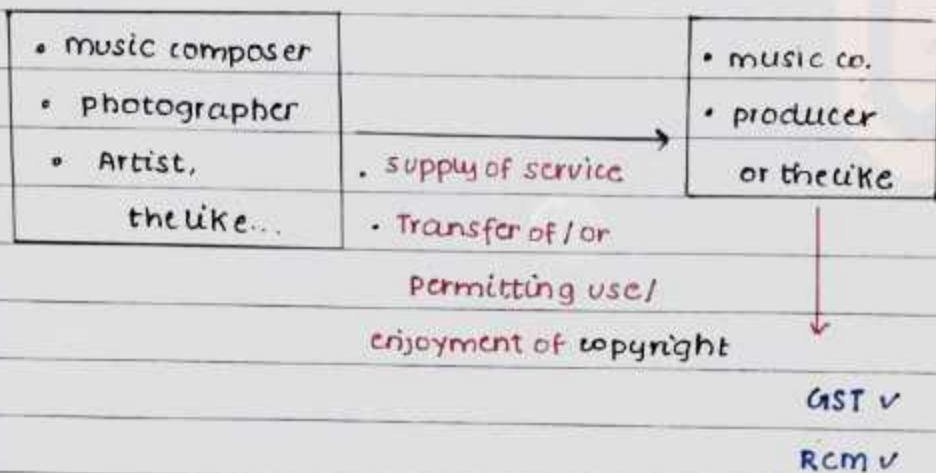 • music composer
• photographer
• Artist,
the like...
. supply of service
. Transfer of / or
permitting use/
enjoyment of copyright
• music co.
• producer
or the like
GST ✓
RCM ✓